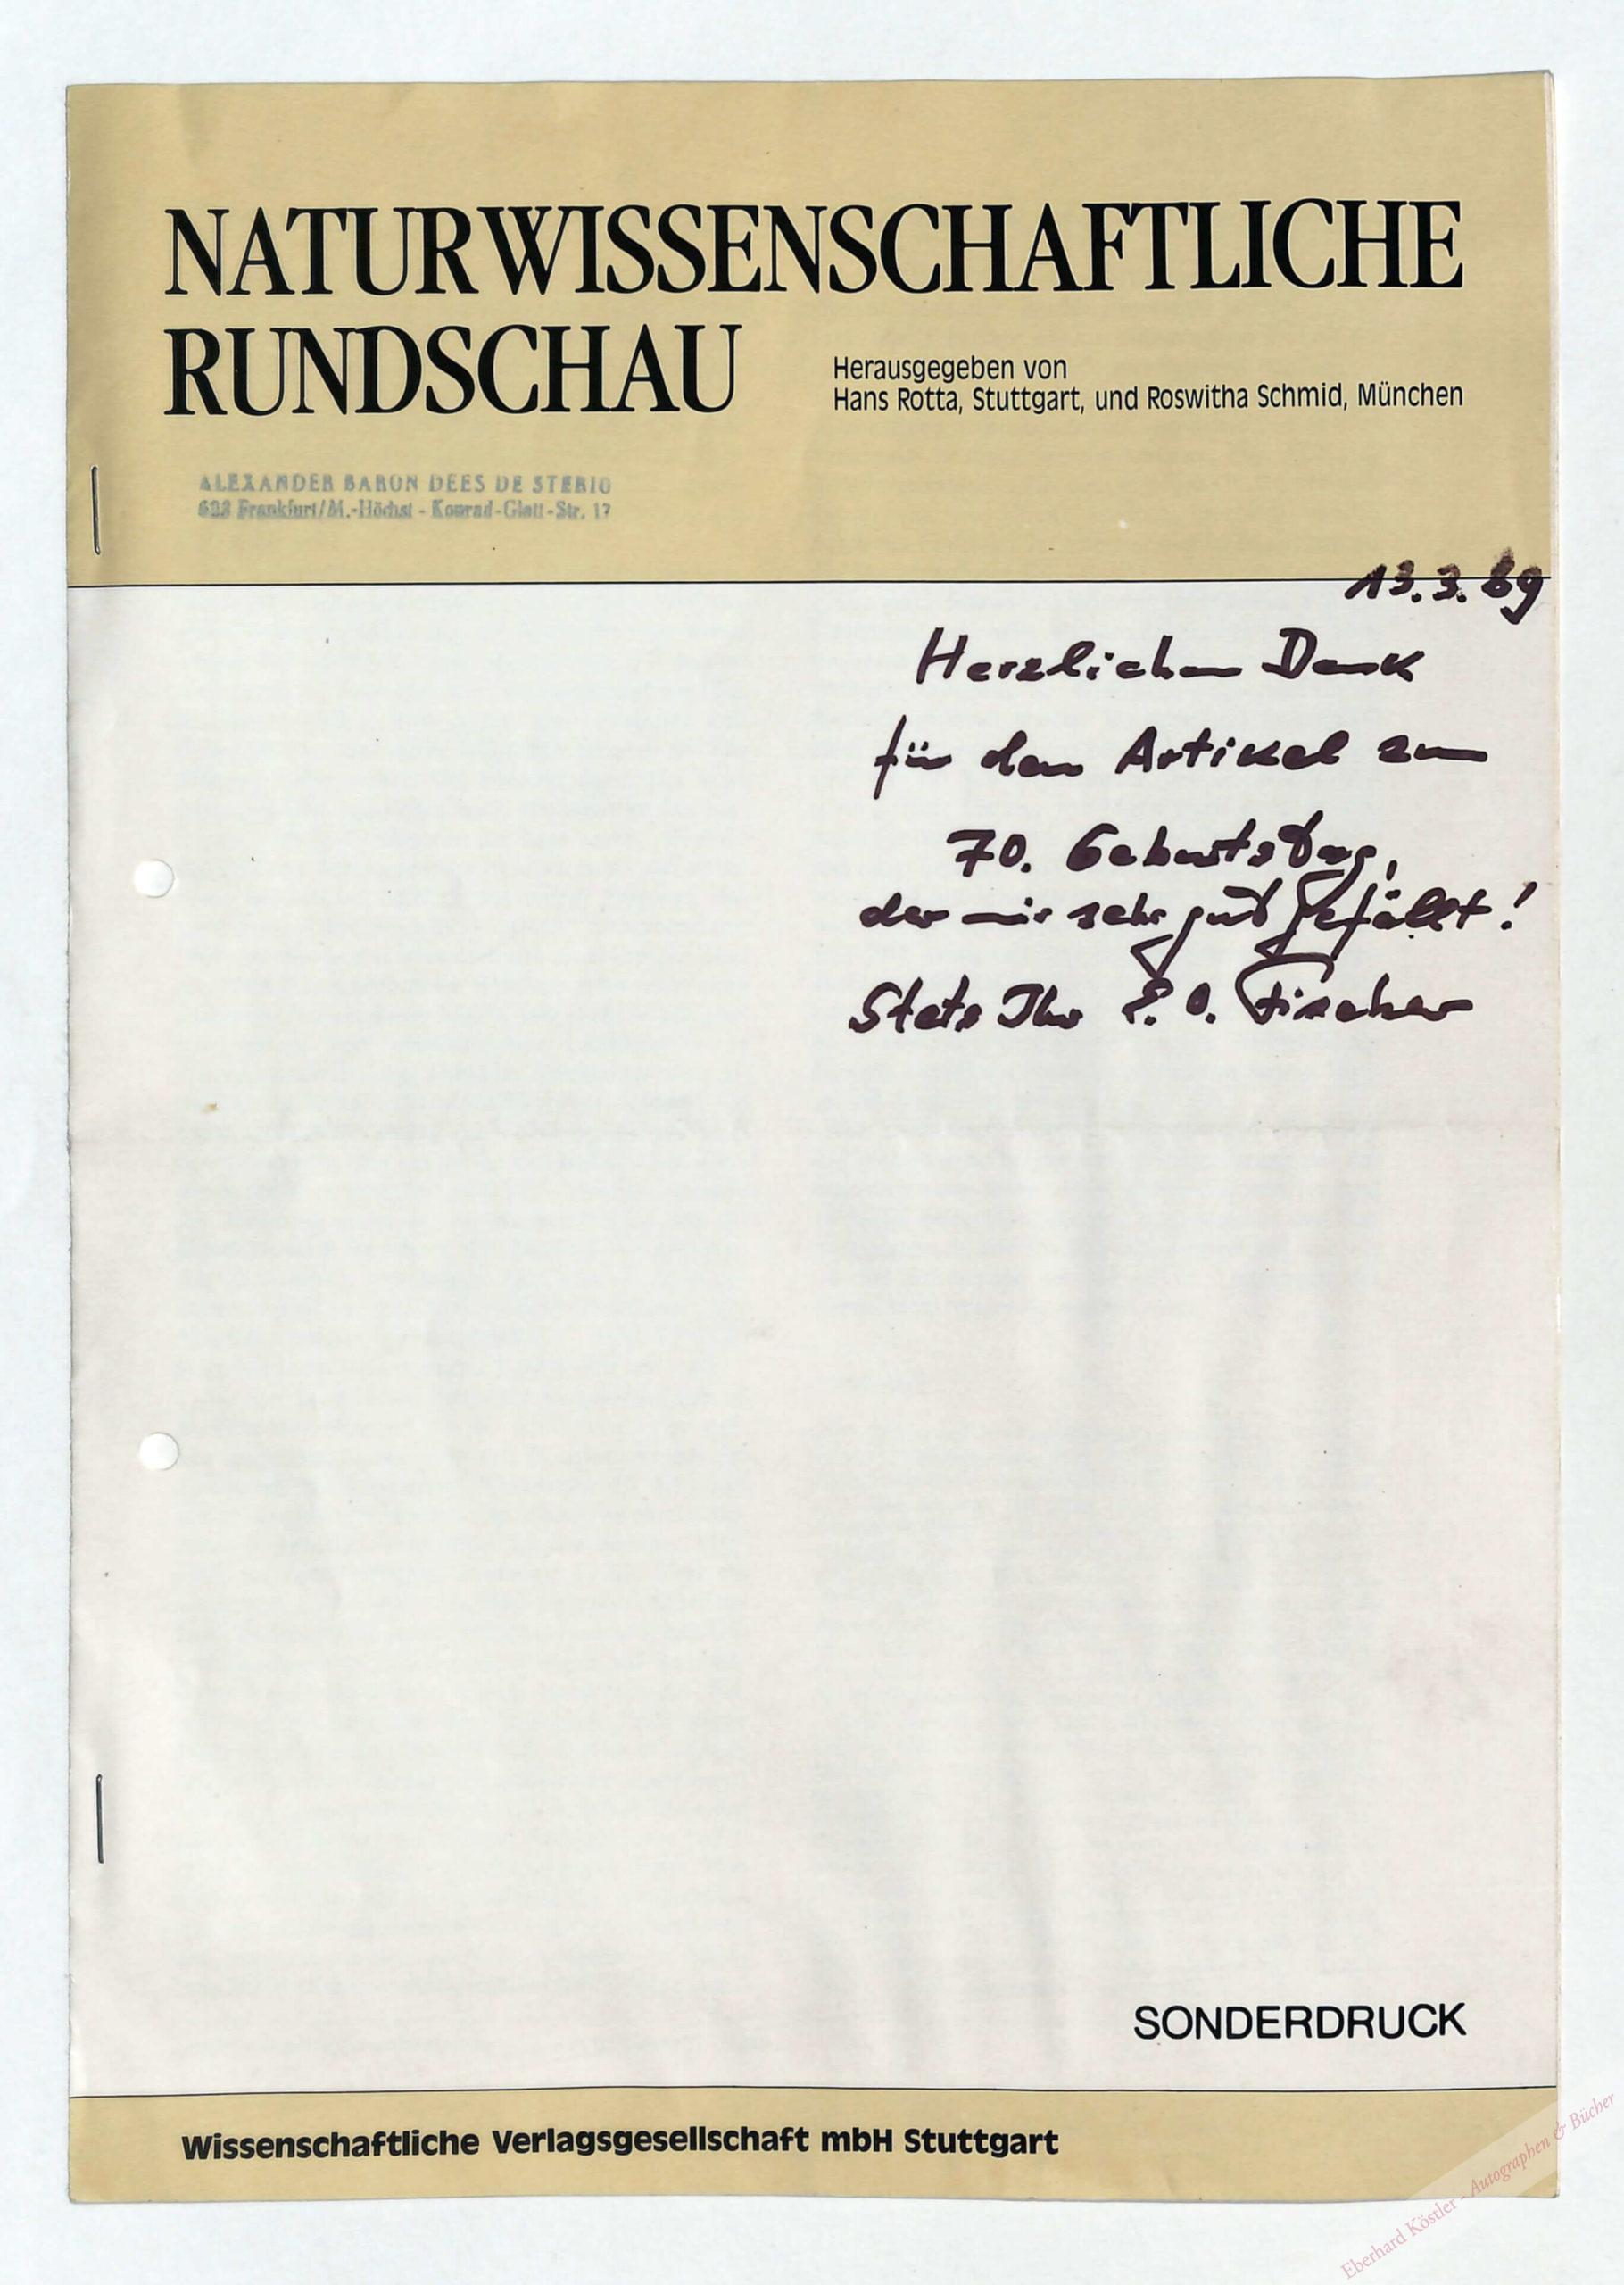 NATURWISSENSCHAFTLICHE
RUNDSCHAU
Herausgegeben von
Hans Rotta, Stuttgart, und Roswitha Schmid, München
ALEXANDER BARON DEES DE STERIO
623 Frankfurt/M.-Höchst - Konrad-Glatt-Str. 17
13.3.89
Herzlichen Dank
für den Artikel zum
70. Geburtstag,
der mir sehr gut gefällt!
Stets Ihr E. O. Fischer
SONDERDRUCK
Wissenschaftliche Verlagsgesellschaft mbH Stuttgart
Eberhard Köstler - Autographen & Bücher